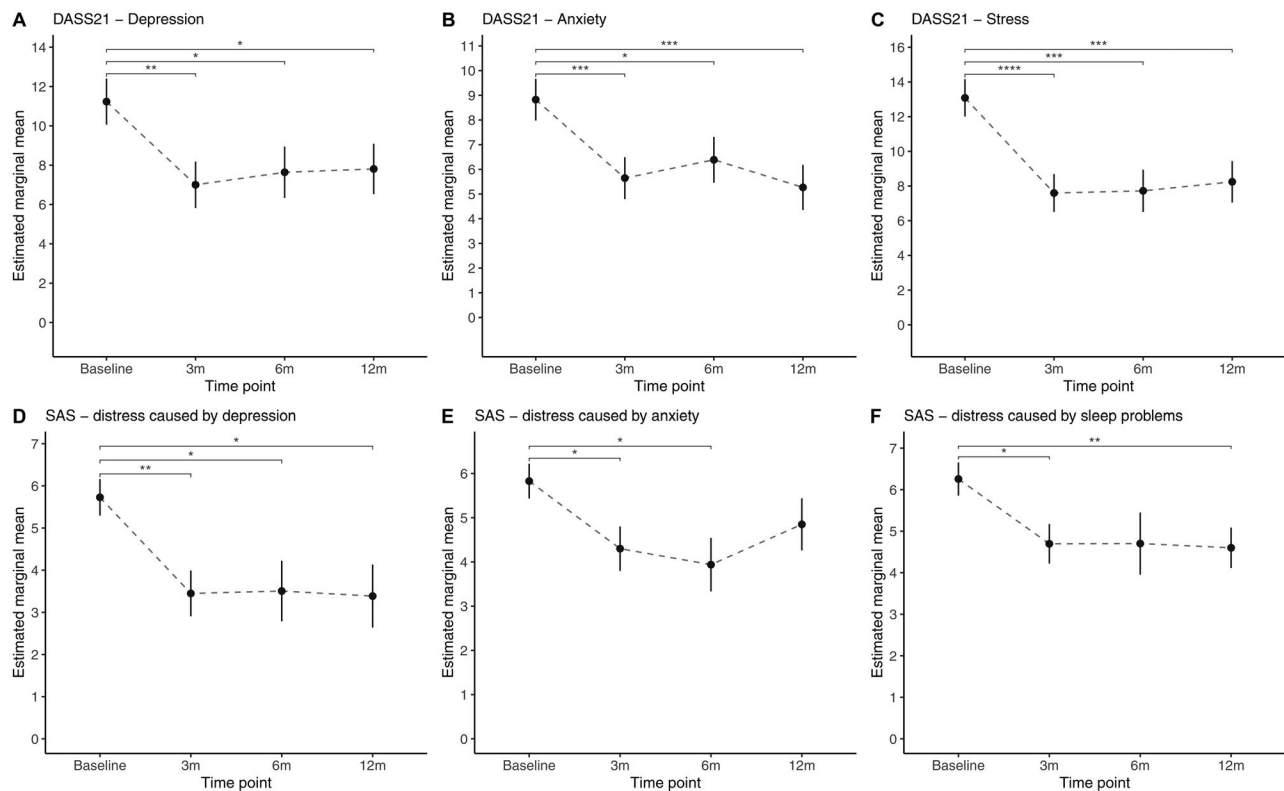 A DASS21 – Depression
*
*
**
14
12
10
8
6
4
2
0
Estimated marginal mean
Baseline 3m 6m 12m
Time point
B DASS21 – Anxiety
***
*
***
11
10
9
8
7
6
5
4
3
2
1
0
Estimated marginal mean
Baseline 3m 6m 12m
Time point
C DASS21 – Stress
***
***
****
16
14
12
10
8
6
4
2
0
Estimated marginal mean
Baseline 3m 6m 12m
Time point
D SAS – distress caused by depression
*
*
**
7
6
5
4
3
2
1
0
Estimated marginal mean
Baseline 3m 6m 12m
Time point
E SAS – distress caused by anxiety
*
*
6
5
4
3
2
1
0
Estimated marginal mean
Baseline 3m 6m 12m
Time point
F SAS – distress caused by sleep problems
**
*
7
6
5
4
3
2
1
0
Estimated marginal mean
Baseline 3m 6m 12m
Time point